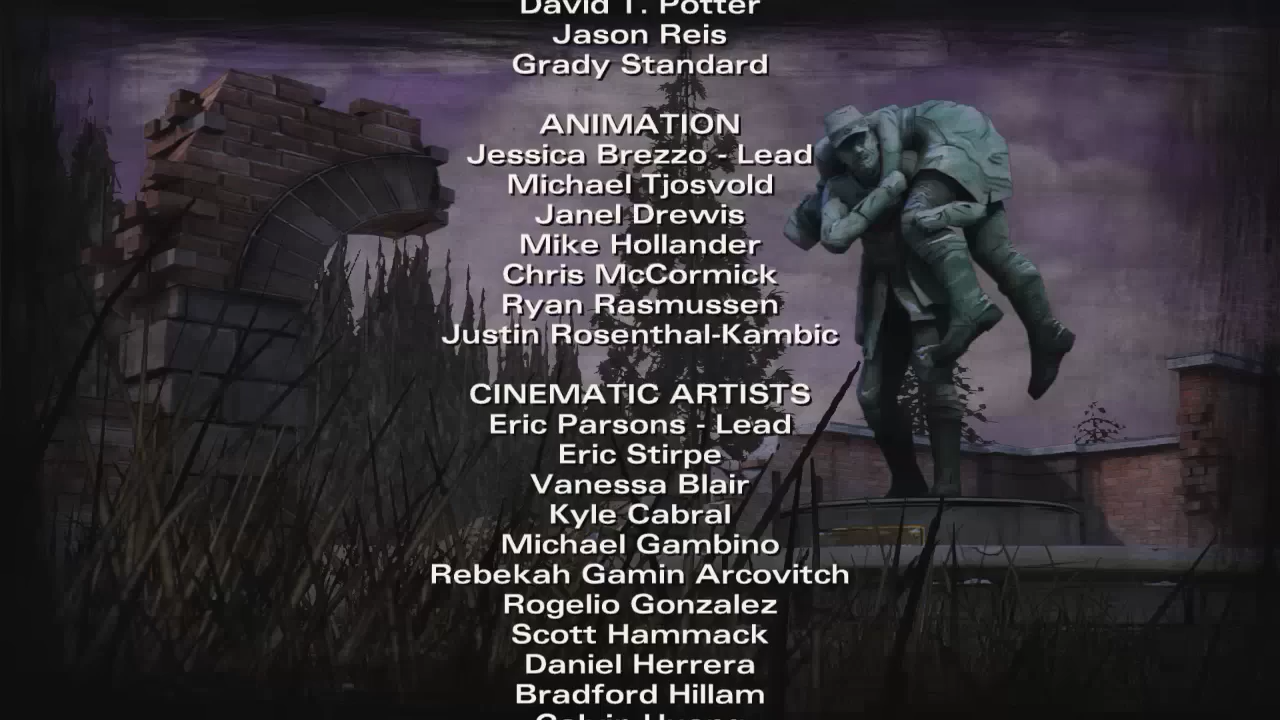 David T. Potter
Jason Reis
Grady Standard
ANIMATION
Jessica Brezzo - Lead
Michael Tjosvold
Janel Drewis
Mike Hollander
Chris McCormick
Ryan Rasmussen
Justin Rosenthal-Kambic
CINEMATIC ARTISTS
Eric Parsons - Lead
Eric Stirpe
Vanessa Blair
Kyle Cabral
Michael Gambino
Rebekah Gamin Arcovitch
Rogelio Gonzalez
Scott Hammack
Daniel Herrera
Bradford Hillam